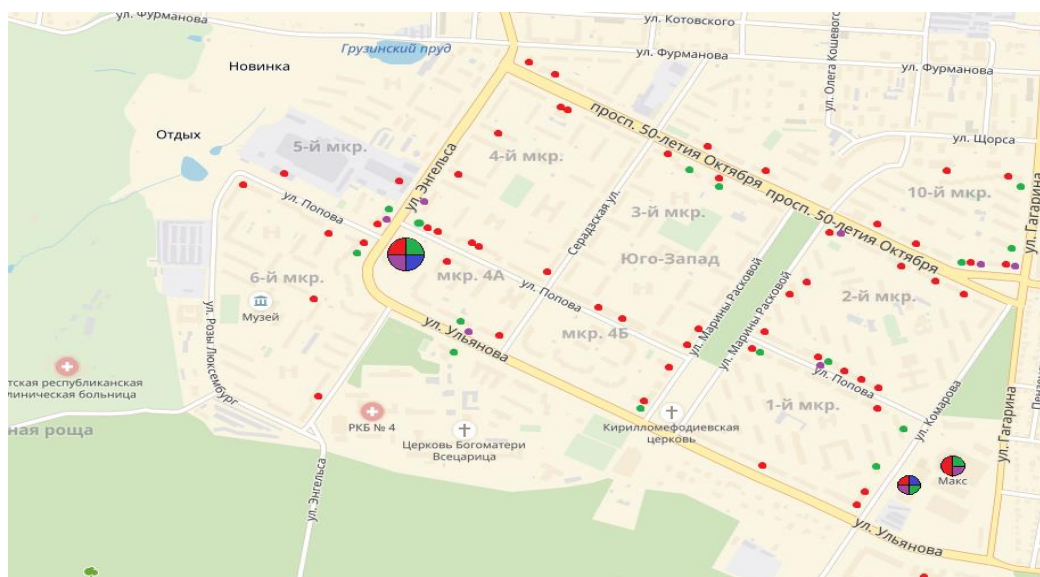 ул. Фурманова
ул. Котовского
Грузинский пруд
ул. Фурманова
ул. Фурманова
Новинка
ул. Олега Кошевого
просп. 50-летия Октября
просп. 50-летия Октября
ул. Щорса
Отдых
5-й мкр.
4-й мкр.
ул. Энгельса
10-й мкр.
ул. Гагарина
ул. Попова
Серадзская ул.
3-й мкр.
Юго-Запад
6-й мкр.
мкр. 4А
ул. Попова
ул. Марины Расковой
ул. Марины Расковой
2-й мкр.
Музей
ул. Розы Люксембург
ул. Ульянова
мкр. 4Б
тская республиканская
линическая больница
ул. Попова
ул. Комарова
ная роща
РКБ № 4
Церковь Богоматери
Всецарица
Кирилломефодиевская
церковь
1-й мкр.
ул. Гагарина
ул. Энгельса
Макс
ул. Ульянова